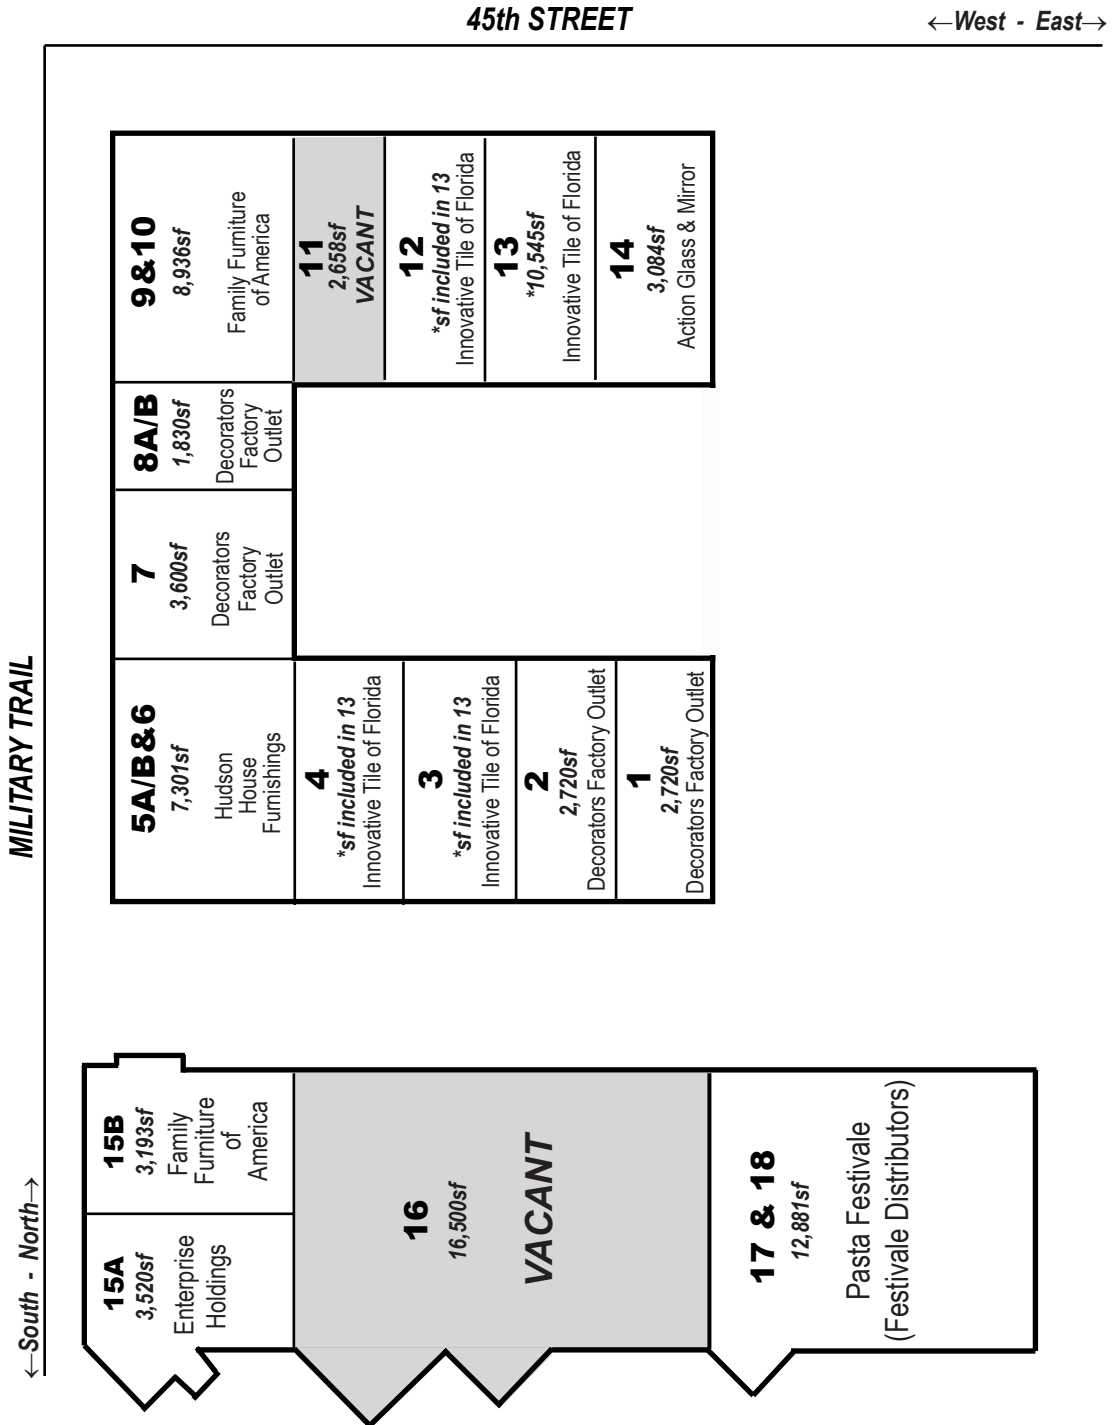 45th STREET
←West - East→
MILITARY TRAIL
←South - North→
9&10
8,936sf
Family Furniture
of America
8A/B
1,830sf
Decorators
Factory
Outlet
7
3,600sf
Decorators
Factory
Outlet
5A/B&6
7,301sf
Hudson
House
Furnishings
11
2,658sf
VACANT
12
*sf included in 13
Innovative Tile of Florida
13
*10,545sf
Innovative Tile of Florida
14
3,084sf
Action Glass & Mirror
4
*sf included in 13
Innovative Tile of Florida
3
*sf included in 13
Innovative Tile of Florida
2
2,720sf
Decorators Factory Outlet
1
2,720sf
Decorators Factory Outlet
15B
3,193sf
Family
Furniture
of
America
15A
3,520sf
Enterprise
Holdings
16
16,500sf
VACANT
17 & 18
12,881sf
Pasta Festivale
(Festivale Distributors)